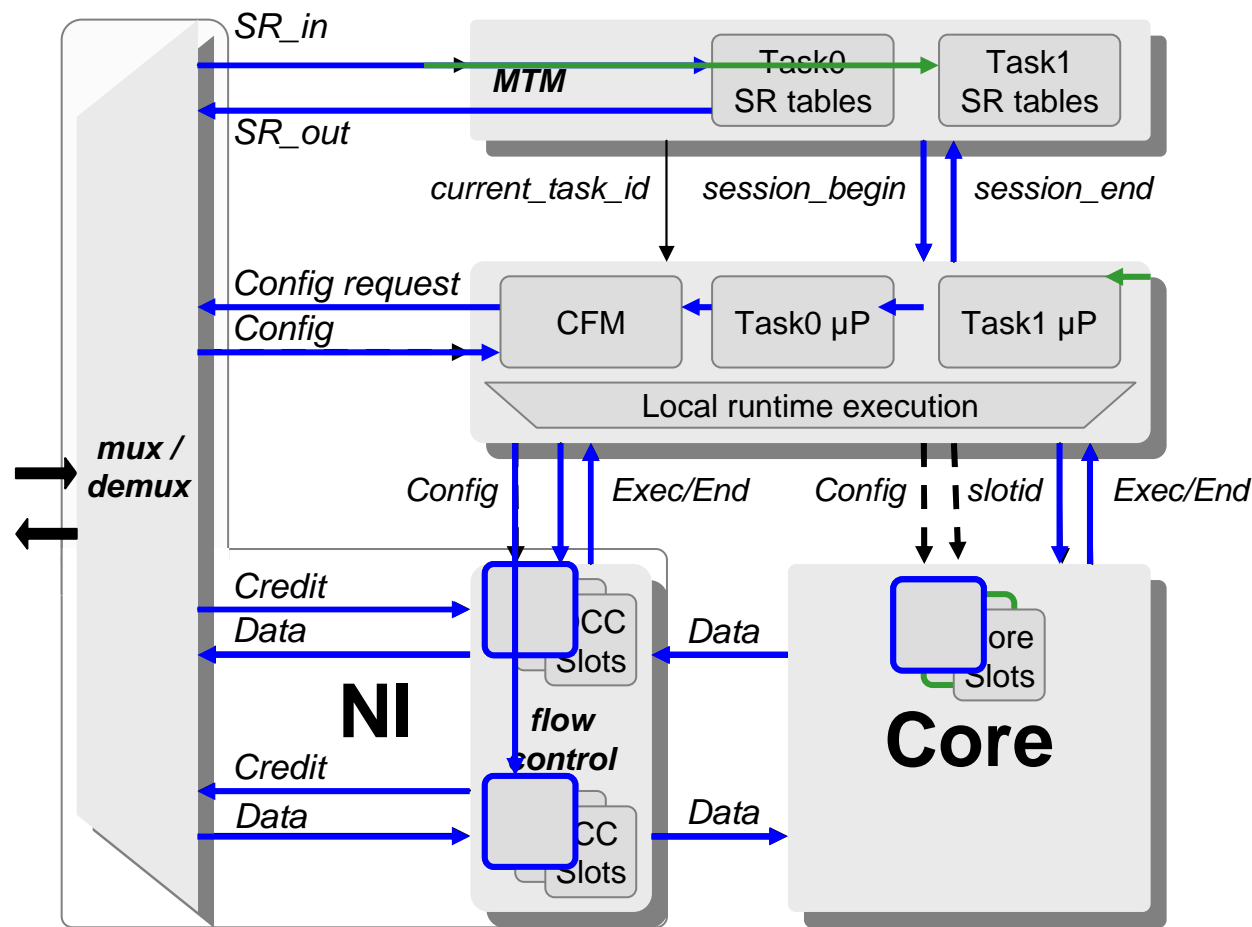 SR_in
MTM
Task0
SR tables
Task1
SR tables
SR_out
current_task_id
session_begin
session_end
Config request
Config
CFM
Task0 µP
Task1 µP
Local runtime execution
mux /
demux
Config
Exec/End
Config
slotid
Exec/End
Credit
Data
CC
Slots
Data
ore
Slots
NI
flow
control
Core
Credit
Data
CC
Slots
Data